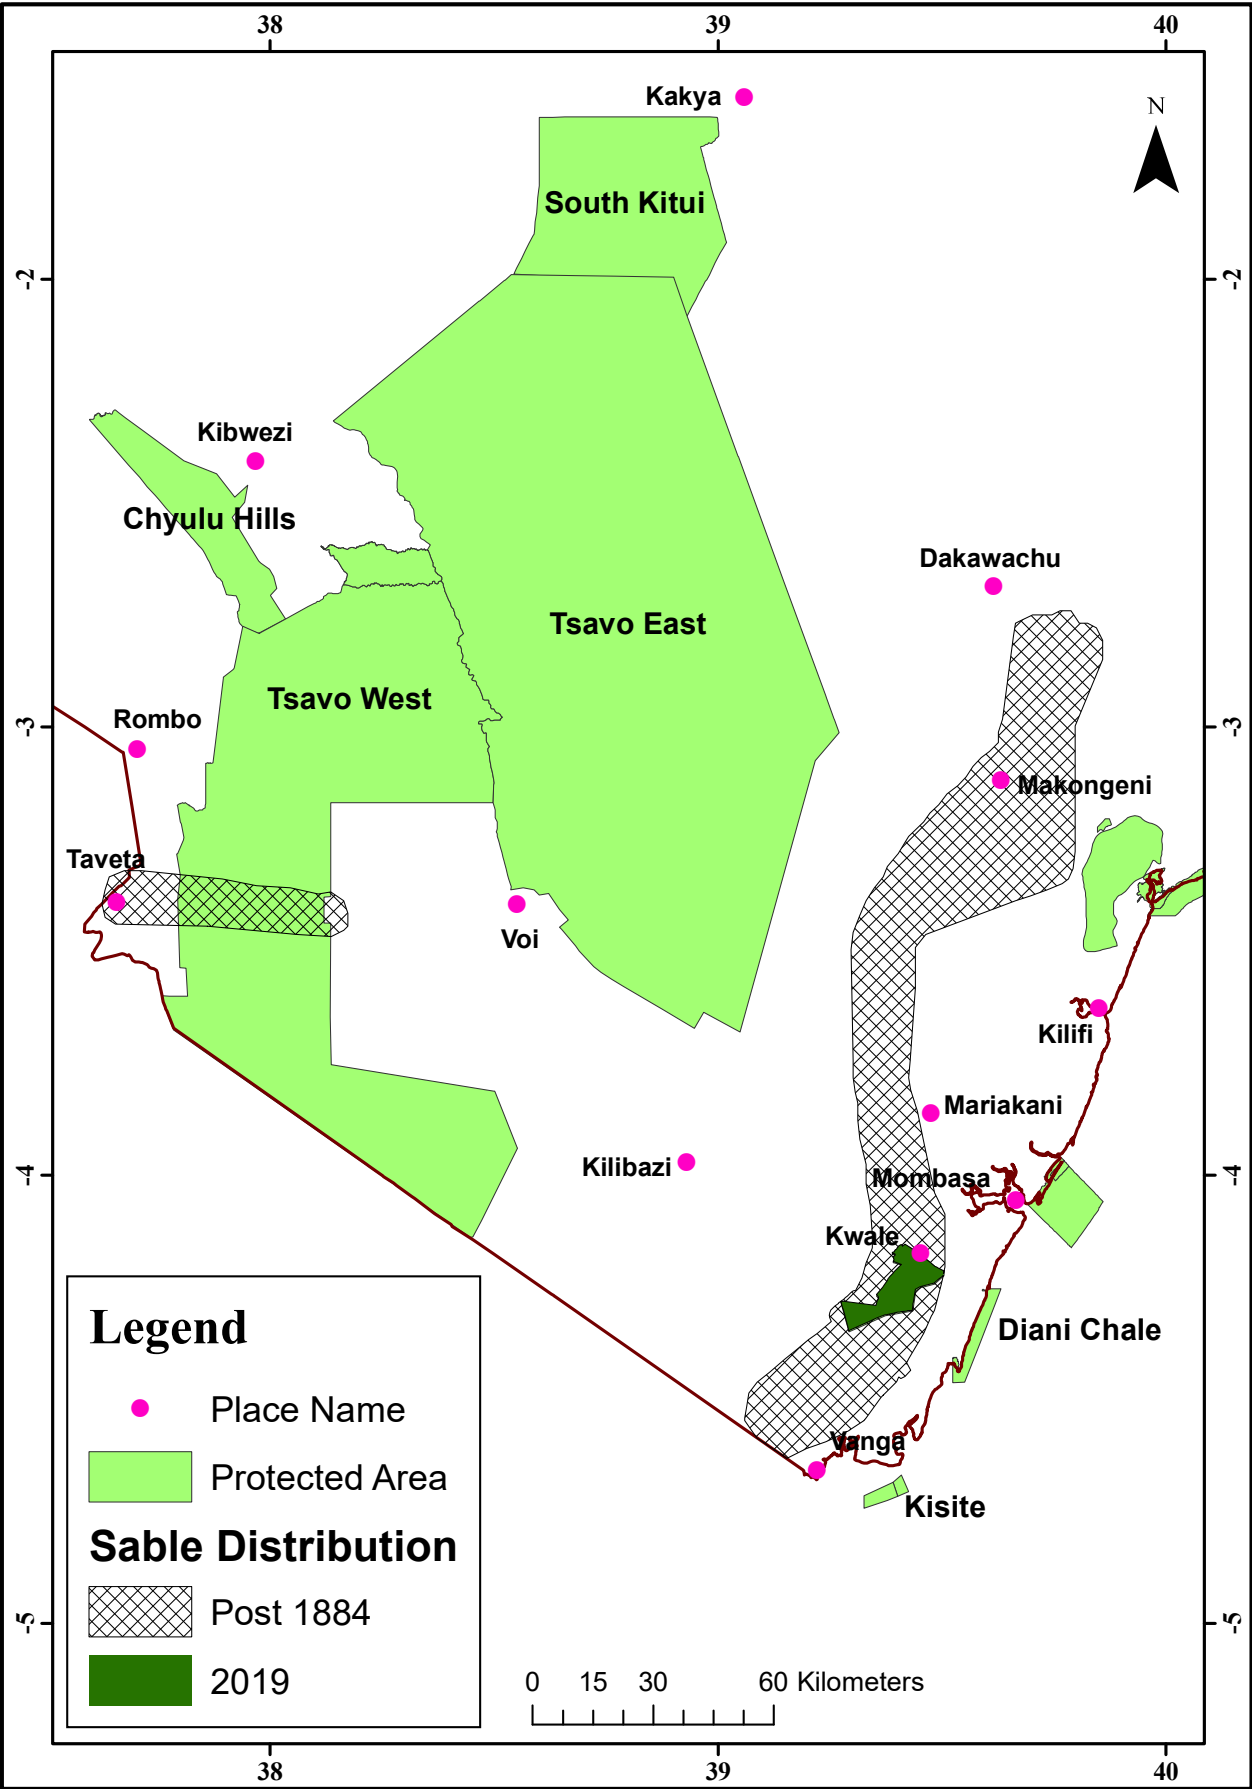 38 39 40
Kakya
N
South Kitui
-2 -2
Kibwezi
Chyulu Hills
Dakawachu
Tsavo East
Tsavo West
Rombo
-3 -3
Makongeni
Taveta
Voi
Kilifi
Mariakani
Kilibazi
-4 -4
Mombasa
Kwale
Diani Chale
Vanga
Kisite
Legend
Place Name
Protected Area
Sable Distribution
Post 1884
2019
-5 -5
0 15 30 60 Kilometers
38 39 40